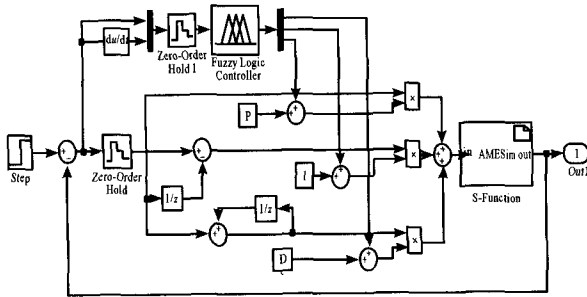 du/dt
Zero-Order
Hold 1
Fuzzy Logic
Controller
P
x
Step
Zero-Order
Hold
1/z
I
x
in AMESim out
S-Function
1
Out1
1/z
D
x